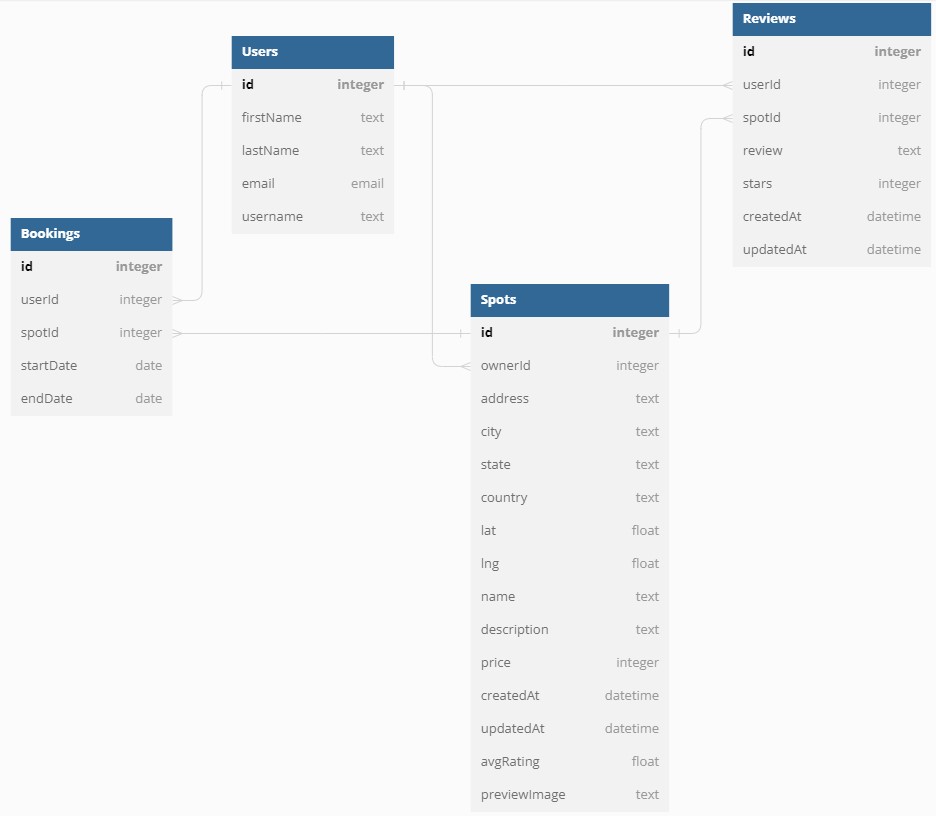 Users
id integer
firstName text
lastName text
email email
username text
Bookings
id integer
userId integer
spotId integer
startDate date
endDate date
Spots
id integer
ownerId integer
address text
city text
state text
country text
lat float
lng float
name text
description text
price integer
createdAt datetime
updatedAt datetime
avgRating float
previewImage text
Reviews
id integer
userId integer
spotId integer
review text
stars integer
createdAt datetime
updatedAt datetime